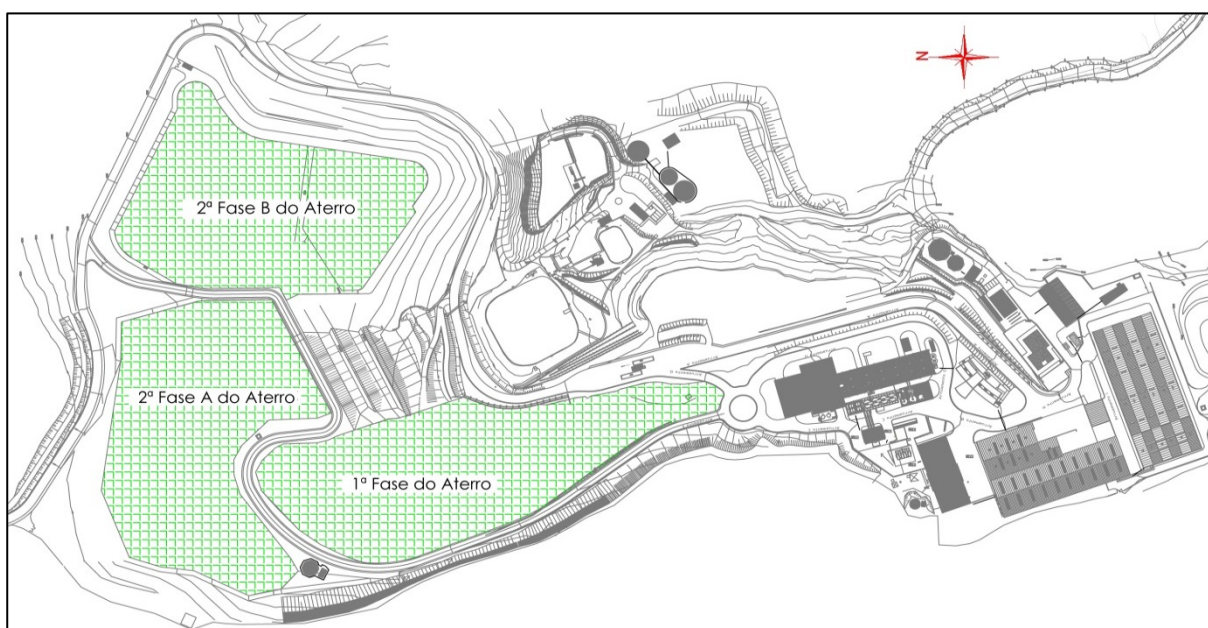 N
2ª Fase B do Aterro
2ª Fase A do Aterro
1ª Fase do Aterro